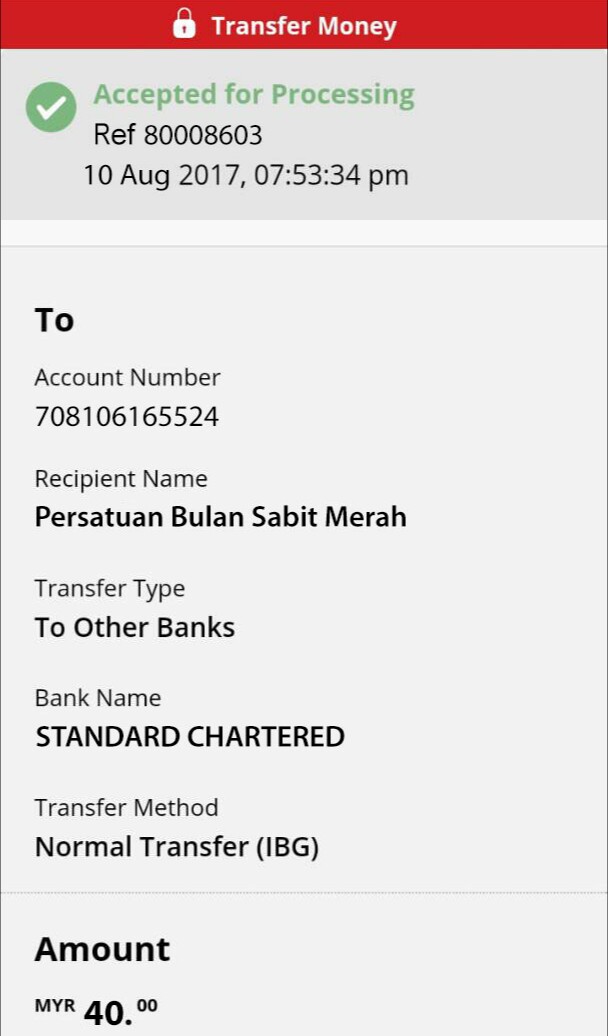 Transfer Money
Accepted for Processing
Ref 80008603
10 Aug 2017, 07:53:34 pm
To
Account Number
708106165524
Recipient Name
Persatuan Bulan Sabit Merah
Transfer Type
To Other Banks
Bank Name
STANDARD CHARTERED
Transfer Method
Normal Transfer (IBG)
Amount
MYR 40.00